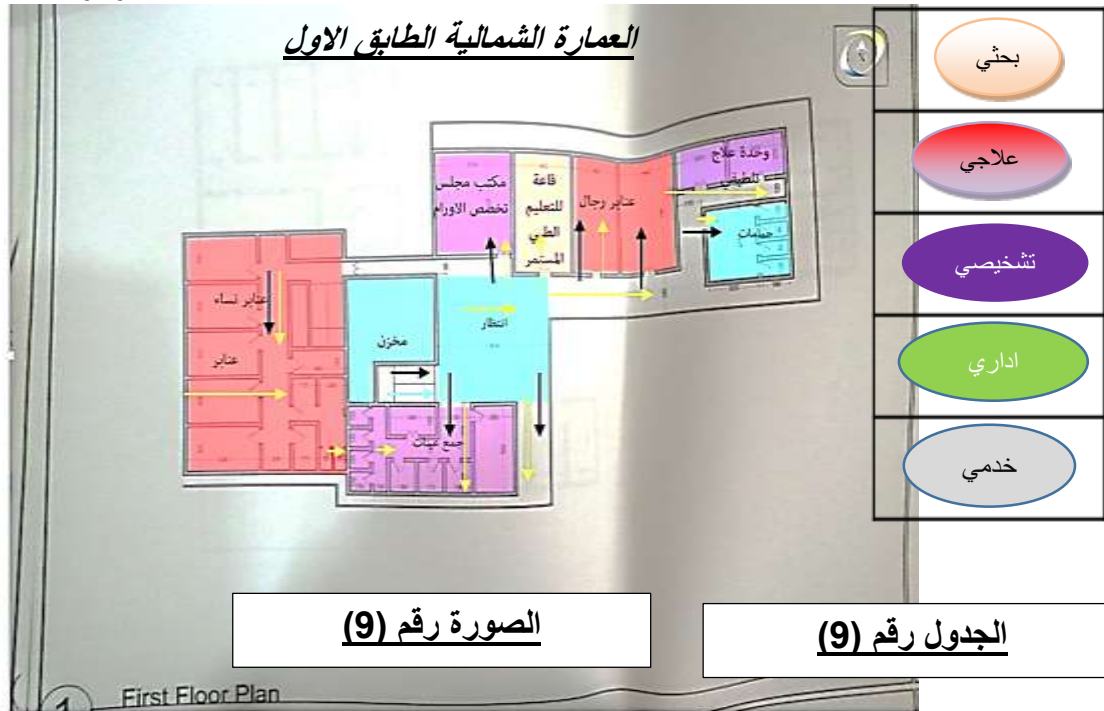 العمارة الشمالية الطابق الاول
بحثي
علاجي
تشخيصي
اداري
خدمي
وحدة علاج
تلطيفي
مكتب مجلس
تخصص الاورام
قاعة
للتعليم
الطبي
المستمر
عنابر رجال
حمامات
عنابر نساء
عنابر
مخزن
انتظار
جمع عينات
الصورة رقم (9)
الجدول رقم (9)
1 First Floor Plan